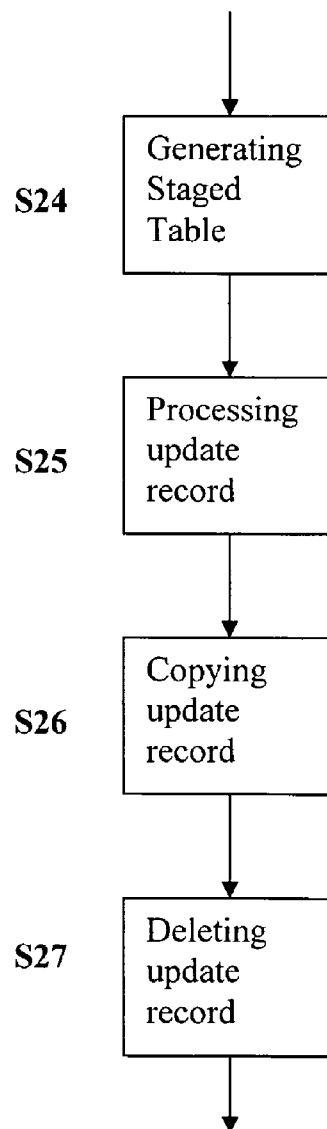 S24
Generating
Staged
Table
S25
Processing
update
record
S26
Copying
update
record
S27
Deleting
update
record